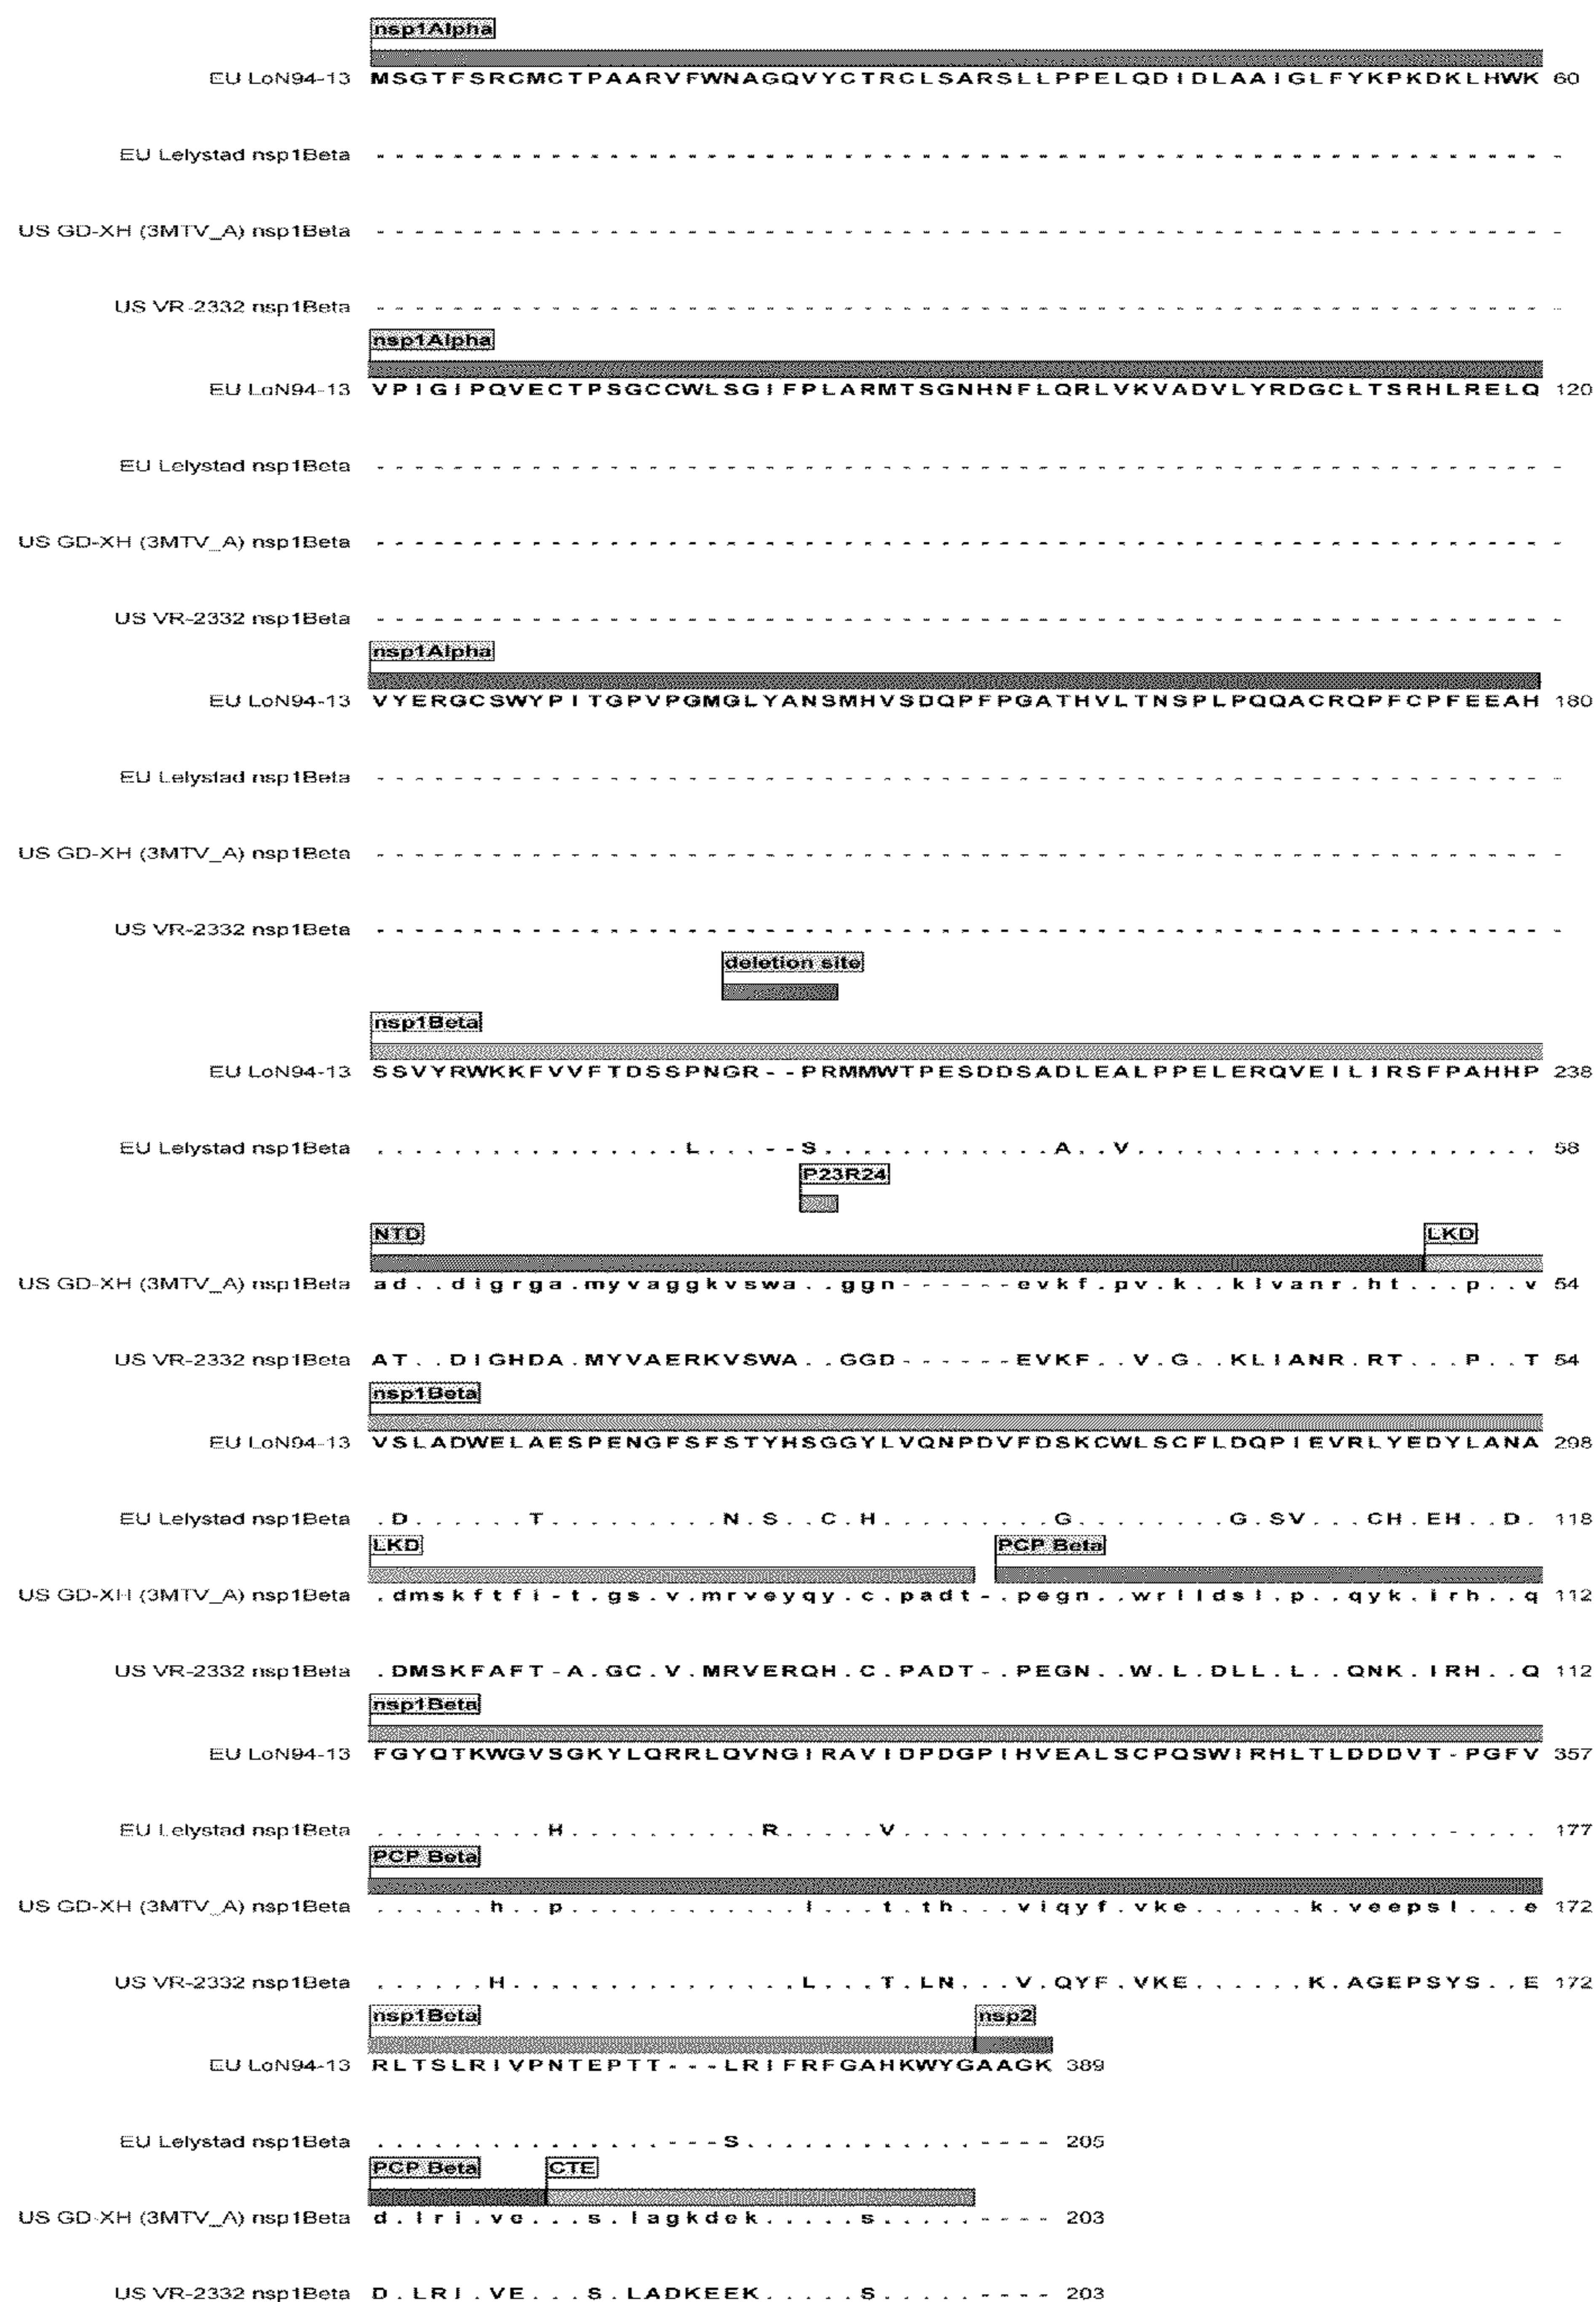 nsp1Alpha
EU LoN94-13 MSGTFSRCMCTPAARVFWNAGQVYCTRCLSARSLLPPELQDIDLAAIGLFYKPKDKLHWK 60
EU Lelystad nsp1Beta ------------------------------------------------------------ -
US GD-XH (3MTV_A) nsp1Beta ------------------------------------------------------------ -
US VR-2332 nsp1Beta ------------------------------------------------------------ -
nsp1Alpha
EU LoN94-13 VPIGIPQVECTPSGCCWLSGIFPLARMTSGNHNFLQRLVKVADVLYRDGCLTSRHLRELQ 120
EU Lelystad nsp1Beta ------------------------------------------------------------ -
US GD-XH (3MTV_A) nsp1Beta ------------------------------------------------------------ -
US VR-2332 nsp1Beta ------------------------------------------------------------ -
nsp1Alpha
EU LoN94-13 VYERGCSWYPITGPVPGMGLYANSMHVSDQPFPGATHVLTNSPLPQQACRQPFCPFEEAH 180
EU Lelystad nsp1Beta ------------------------------------------------------------ -
US GD-XH (3MTV_A) nsp1Beta ------------------------------------------------------------ -
US VR-2332 nsp1Beta ------------------------------------------------------------ -
deletion site
nsp1Beta
EU LoN94-13 SSVYRWKKFVVFTDSSPNGR--PRMMWTPESDDSADLEALPPELERQVEILIRSFPAHHP 238
EU Lelystad nsp1Beta ................L...--S............A..V..................... 58
P23R24
NTD LKD
US GD-XH (3MTV_A) nsp1Beta ad..digrga.myvaggkvswa..ggn------evkf.pv.k..klvanr.ht...p..v 54
US VR-2332 nsp1Beta AT..DIGHDA.MYVAERKVSWA..GGD------EVKF..V.G..KLIANR.RT...P..T 54
nsp1Beta
EU LoN94-13 VSLADWELAESPENGFSFSTYHSGGYLVQNPDVFDSKCWLSCFLDQPIEVRLYEDYLANA 298
EU Lelystad nsp1Beta .D......T.........N.S..C.H.........G........G.SV...CH.EH..D. 118
LKD PCP Beta
US GD-XH (3MTV_A) nsp1Beta .dmskftfi-t.gs.v.mrveyqy.c.padt-.pegn..wrlldsl.p..qyk.irh..q 112
US VR-2332 nsp1Beta .DMSKFAFT-A.GC.V.MRVERQH.C.PADT-.PEGN..W.L.DLL.L..QNK.IRH..Q 112
nsp1Beta
EU LoN94-13 FGYQTKWGVSGKYLQRRLQVNGIRAVIDPDGPIHVEALSCPQSWIRHLTLDDDVT-PGFV 357
EU Lelystad nsp1Beta .........H..........R.....V............................-.... 177
PCP Beta
US GD-XH (3MTV_A) nsp1Beta ......h..p............l...t.th...viqyf.vke......k.veepsl...e 172
US VR-2332 nsp1Beta ......H...............L...T.LN...V.QYF.VKE......K.AGEPSYS..E 172
nsp1Beta nsp2
EU LoN94-13 RLTSLRIVPNTEPTT---LRIFRFGAHKWYGAAGK 389
EU Lelystad nsp1Beta ...............---S............---- 205
PCP Beta CTE
US GD-XH (3MTV_A) nsp1Beta d.lri.ve...s.lagkdek.....s.....---- 203
US VR-2332 nsp1Beta D.LRI.VE...S.LADKEEK.....S.....---- 203